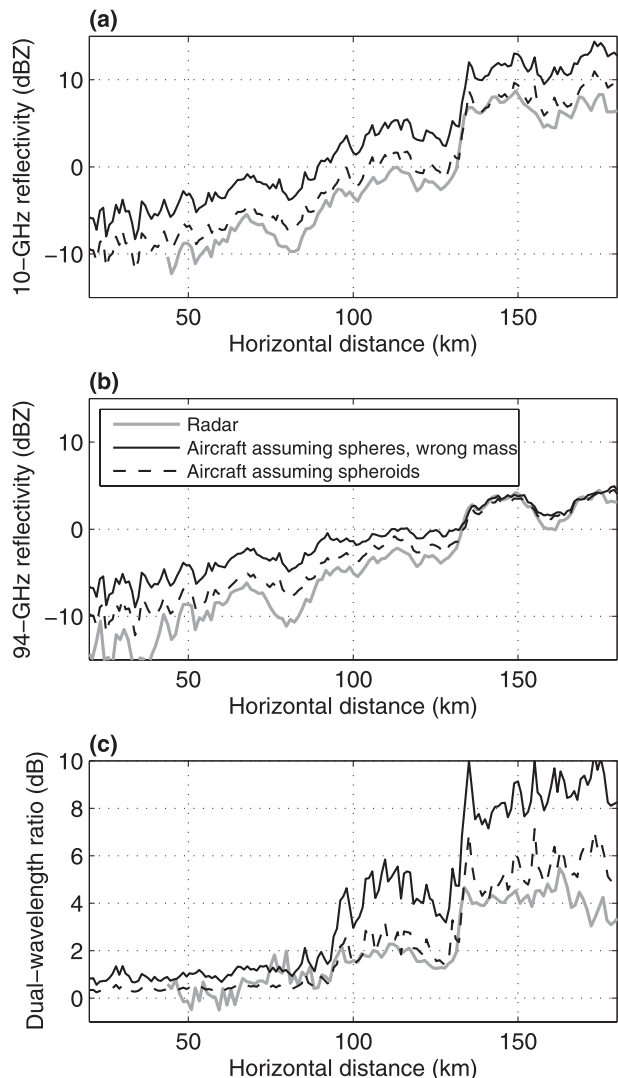 (a)
10−GHz reflectivity (dBZ)
10
0
−10
50
100
150
Horizontal distance (km)
(b)
94−GHz reflectivity (dBZ)
10
0
−10
Radar
Aircraft assuming spheres, wrong mass
Aircraft assuming spheroids
50
100
150
Horizontal distance (km)
(c)
Dual−wavelength ratio (dB)
10
8
6
4
2
0
50
100
150
Horizontal distance (km)